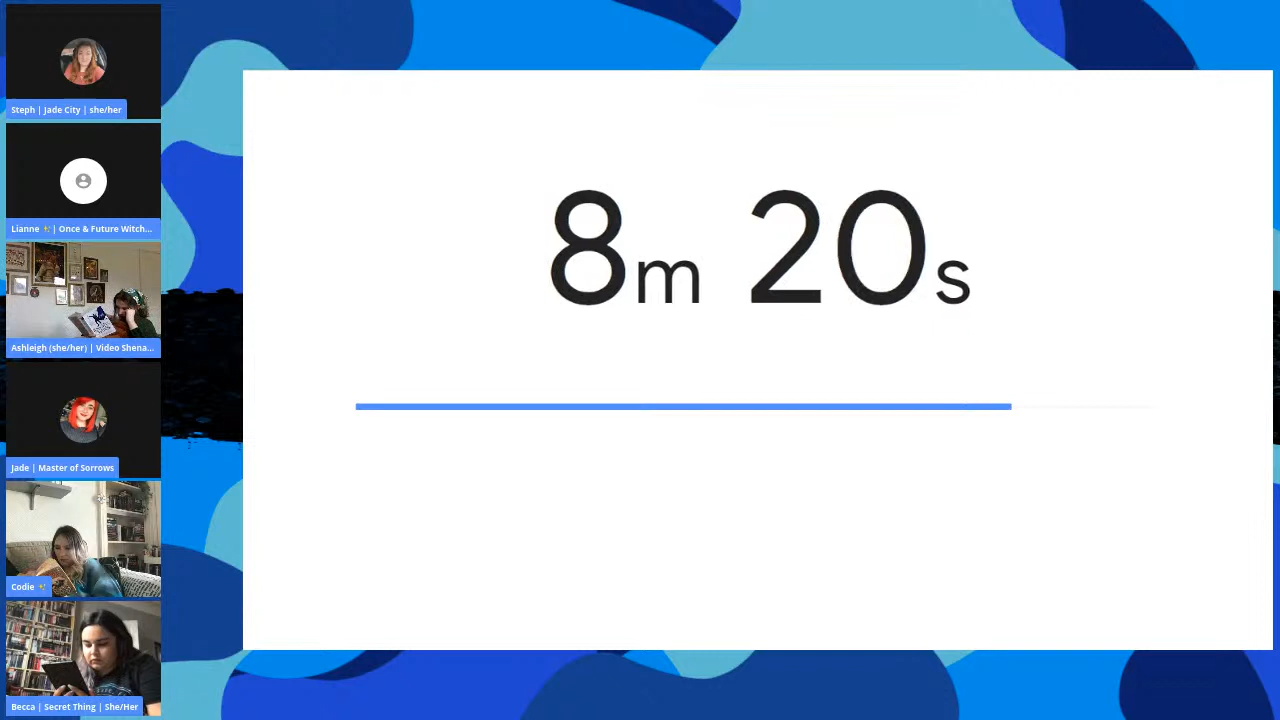 Steph | Jade City | she/her
Lianne ✨ | Once & Future Witch...
Ashleigh (she/her) | Video Shena...
Jade | Master of Sorrows
Codie ✨
Becca | Secret Thing | She/Her
8m 20s